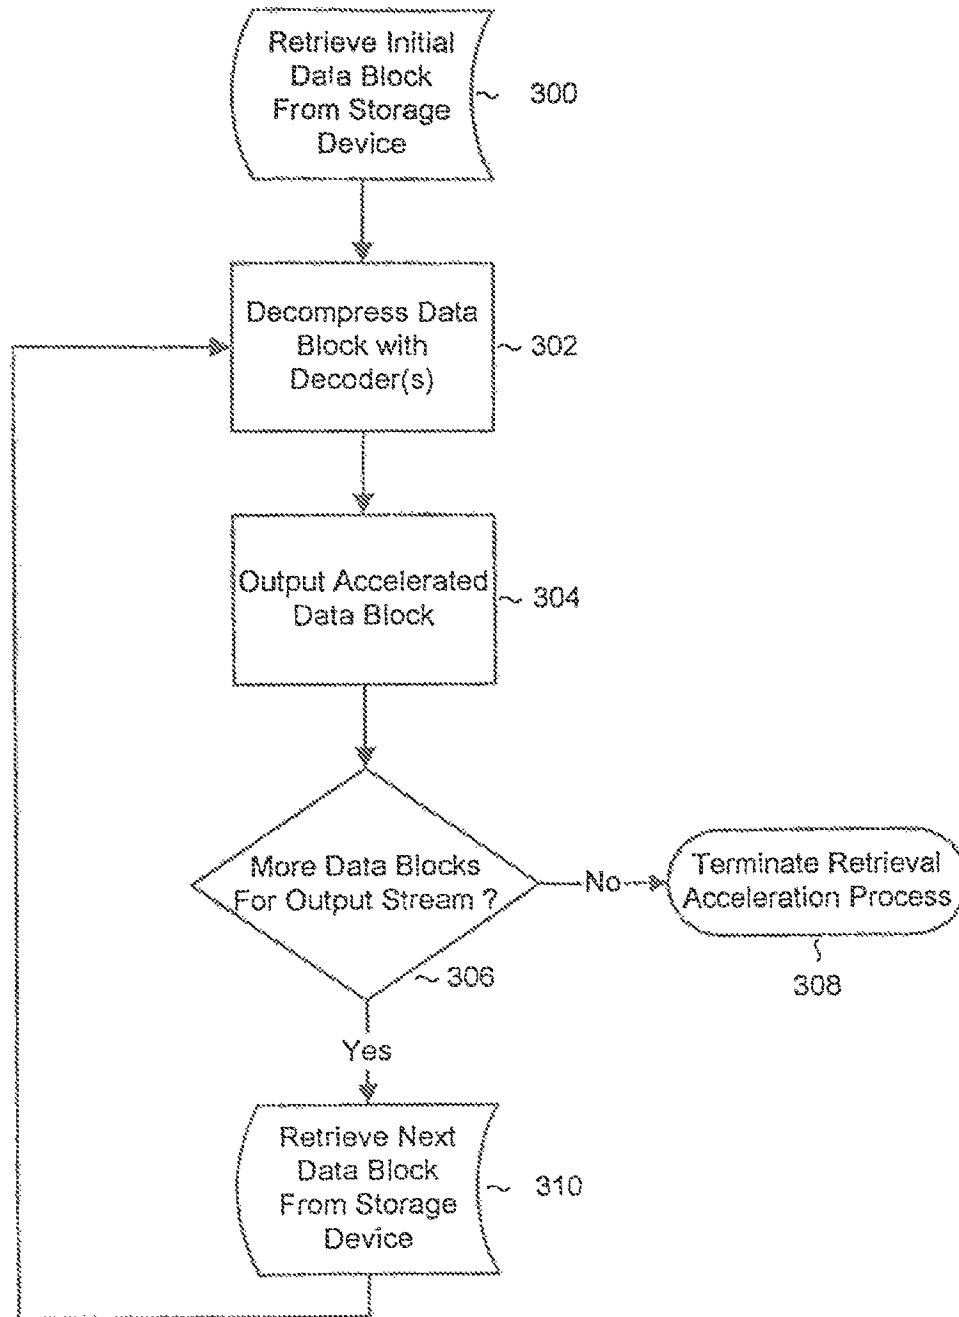 Retrieve Initial
Data Block
From Storage
Device
300
Decompress Data
Block with
Decoder(s)
302
Output Accelerated
Data Block
304
More Data Blocks
For Output Stream ?
306
No
Terminate Retrieval
Acceleration Process
308
Yes
Retrieve Next
Data Block
From Storage
Device
310